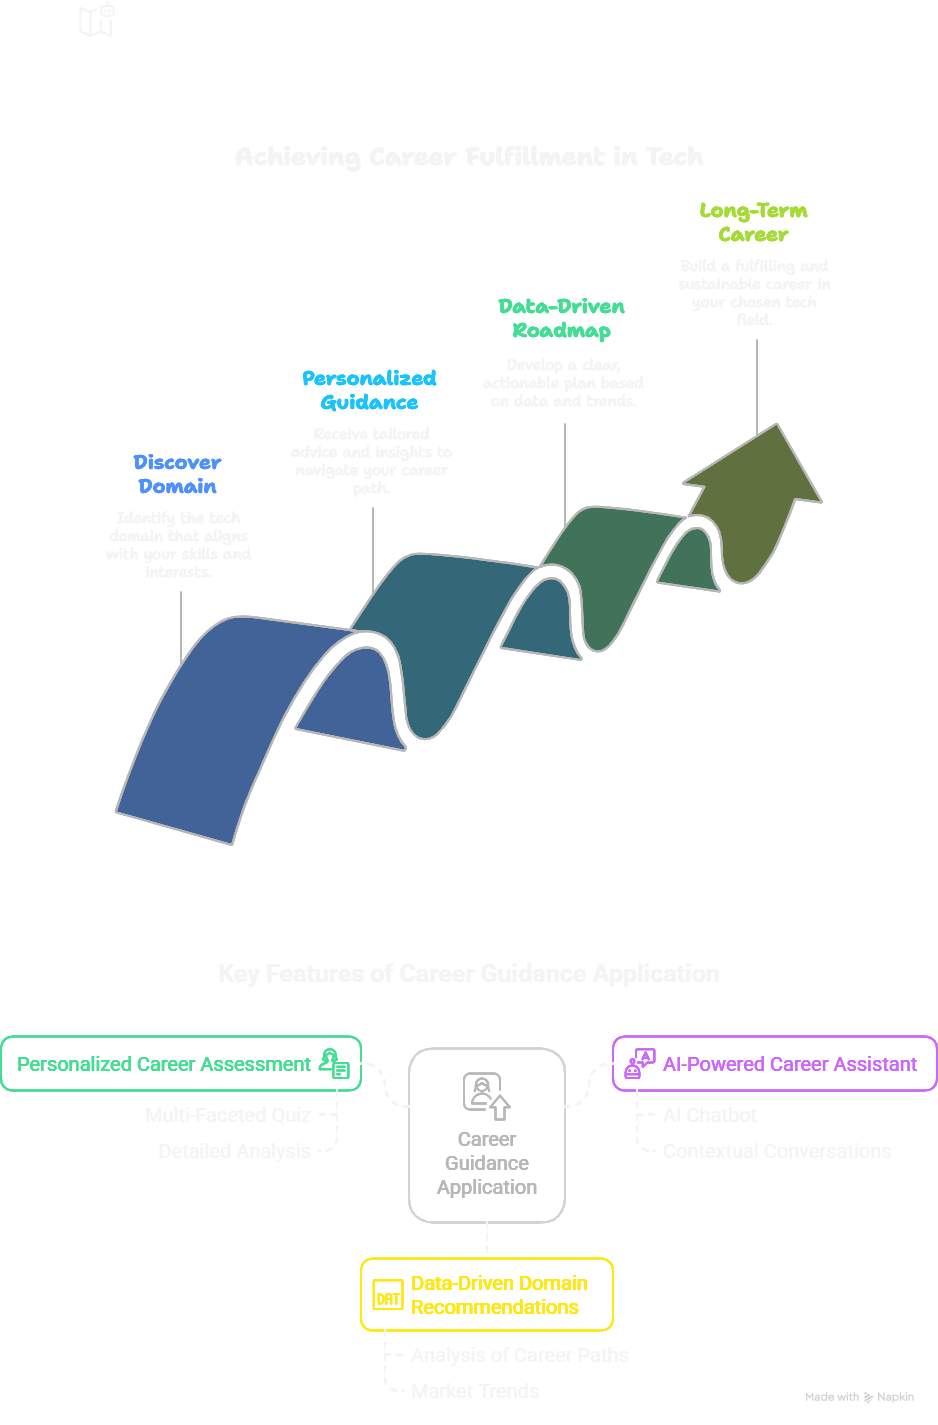 Achieving Career Fulfillment in Tech
Long-Term
Career
Build a fulfilling and
sustainable career in
your chosen tech
field.
Data-Driven
Roadmap
Develop a clear,
actionable plan based
on data and trends.
Personalized
Guidance
Receive tailored
advice and insights to
navigate your career
path.
Discover
Domain
Identify the tech
domain that aligns
with your skills and
interests.
Key Features of Career Guidance Application
Personalized Career Assessment
Multi-Faceted Quiz
Detailed Analysis
Career
Guidance
Application
AI-Powered Career Assistant
A
AI Chatbot
Contextual Conversations
DAT
Data-Driven Domain
Recommendations
Analysis of Career Paths
Market Trends
Made with Napkin